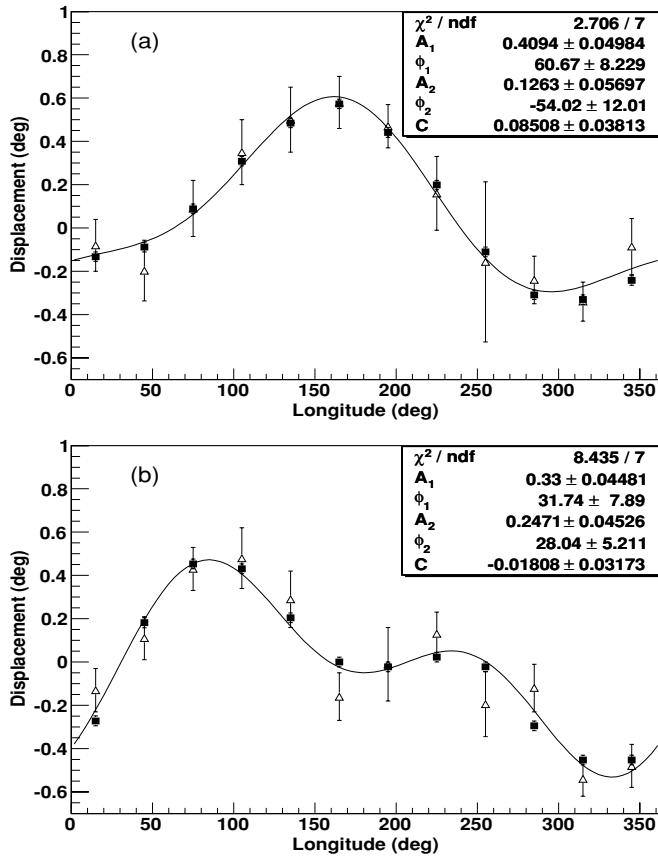 (a)
χ² / ndf 2.706 / 7
A₁ 0.4094 ± 0.04984
ϕ₁ 60.67 ± 8.229
A₂ 0.1263 ± 0.05697
ϕ₂ -54.02 ± 12.01
C 0.08508 ± 0.03813
Displacement (deg)
1
0.8
0.6
0.4
0.2
0
-0.2
-0.4
-0.6
0 50 100 150 200 250 300 350
Longitude (deg)
(b)
χ² / ndf 8.435 / 7
A₁ 0.33 ± 0.04481
ϕ₁ 31.74 ± 7.89
A₂ 0.2471 ± 0.04526
ϕ₂ 28.04 ± 5.211
C -0.01808 ± 0.03173
Displacement (deg)
1
0.8
0.6
0.4
0.2
0
-0.2
-0.4
-0.6
0 50 100 150 200 250 300 350
Longitude (deg)